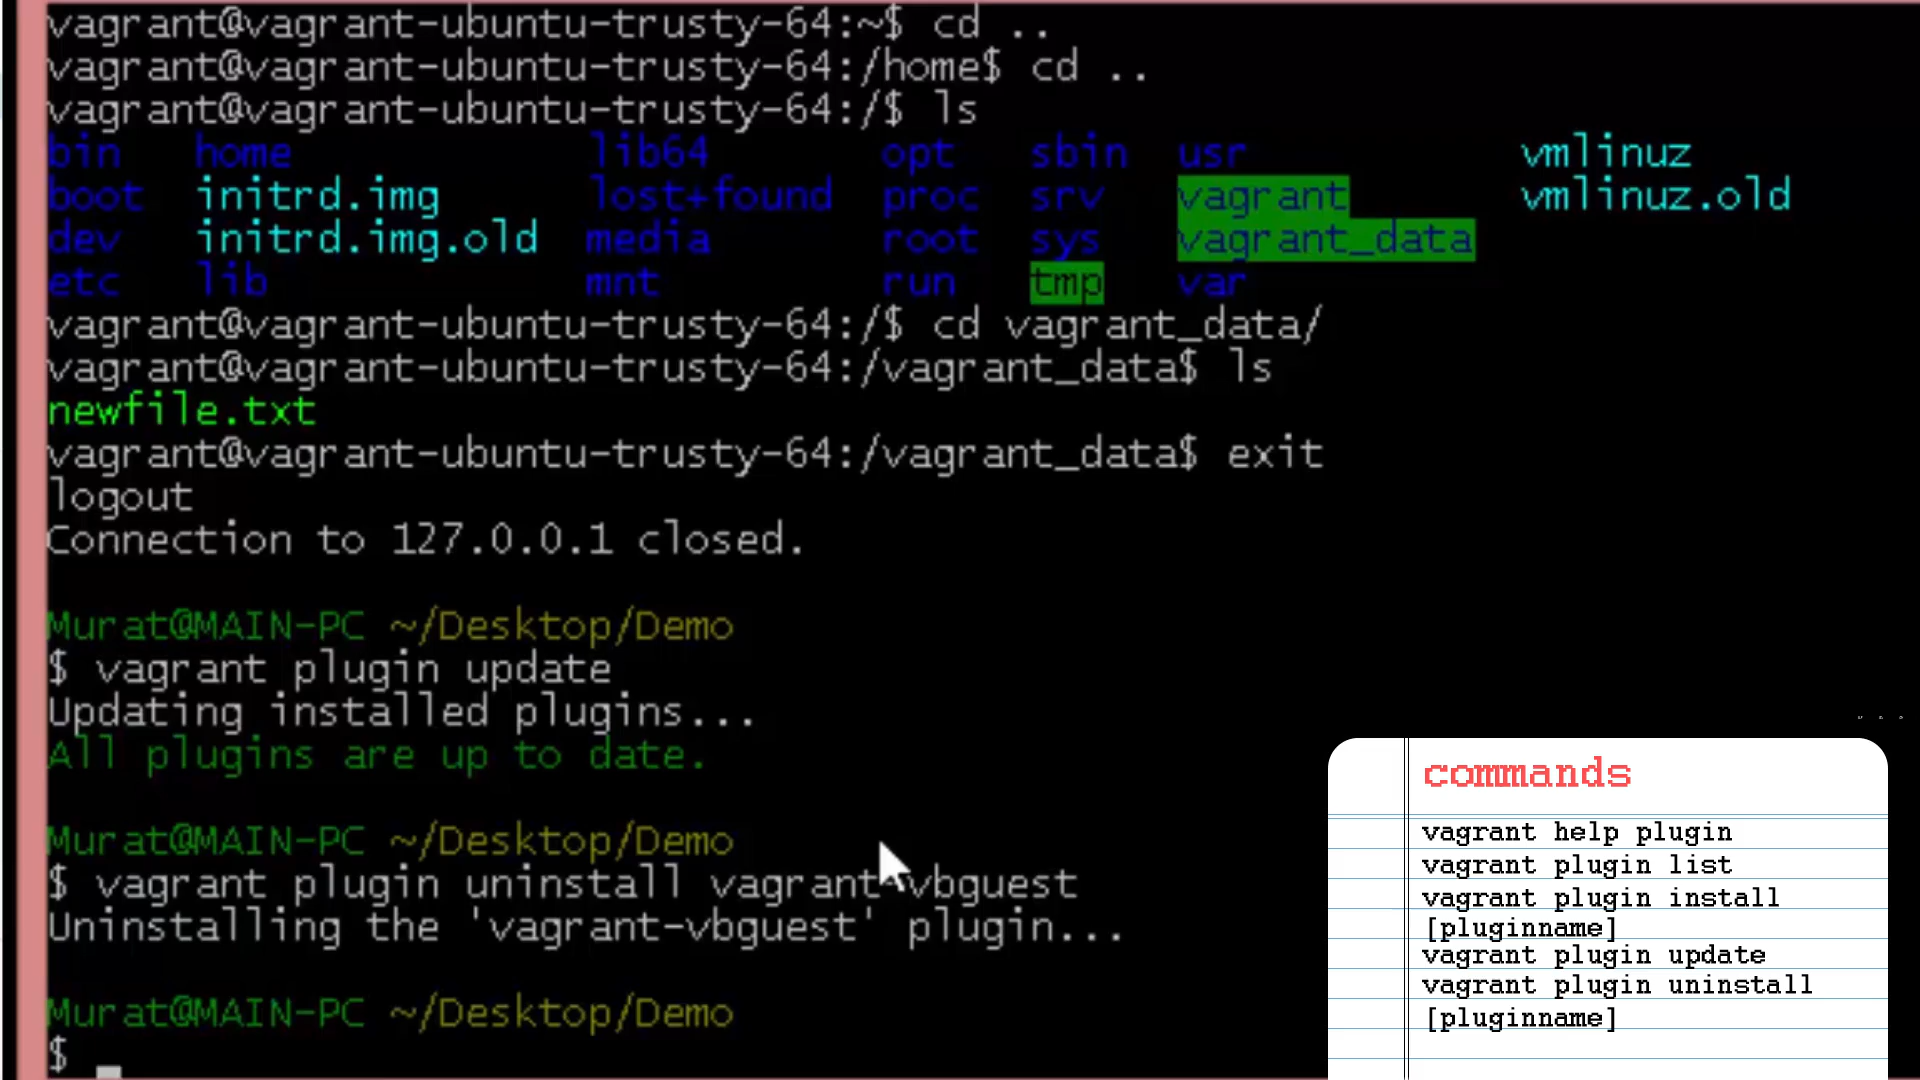 vagrant@vagrant-ubuntu-trusty-64:~$ cd ..
vagrant@vagrant-ubuntu-trusty-64:/home$ cd ..
vagrant@vagrant-ubuntu-trusty-64:/$ ls
bin home lib64 opt sbin usr vmlinuz
boot initrd.img lost+found proc srv vagrant vmlinuz.old
dev initrd.img.old media root sys vagrant_data
etc lib mnt run tmp var
vagrant@vagrant-ubuntu-trusty-64:/$ cd vagrant_data/
vagrant@vagrant-ubuntu-trusty-64:/vagrant_data$ ls
newfile.txt
vagrant@vagrant-ubuntu-trusty-64:/vagrant_data$ exit
logout
Connection to 127.0.0.1 closed.
Murat@MAIN-PC ~/Desktop/Demo
$ vagrant plugin update
Updating installed plugins...
All plugins are up to date.
Murat@MAIN-PC ~/Desktop/Demo
$ vagrant plugin uninstall vagrant-vbguest
Uninstalling the 'vagrant-vbguest' plugin...
Murat@MAIN-PC ~/Desktop/Demo
$
commands
vagrant help plugin
vagrant plugin list
vagrant plugin install
[pluginname]
vagrant plugin update
vagrant plugin uninstall
[pluginname]